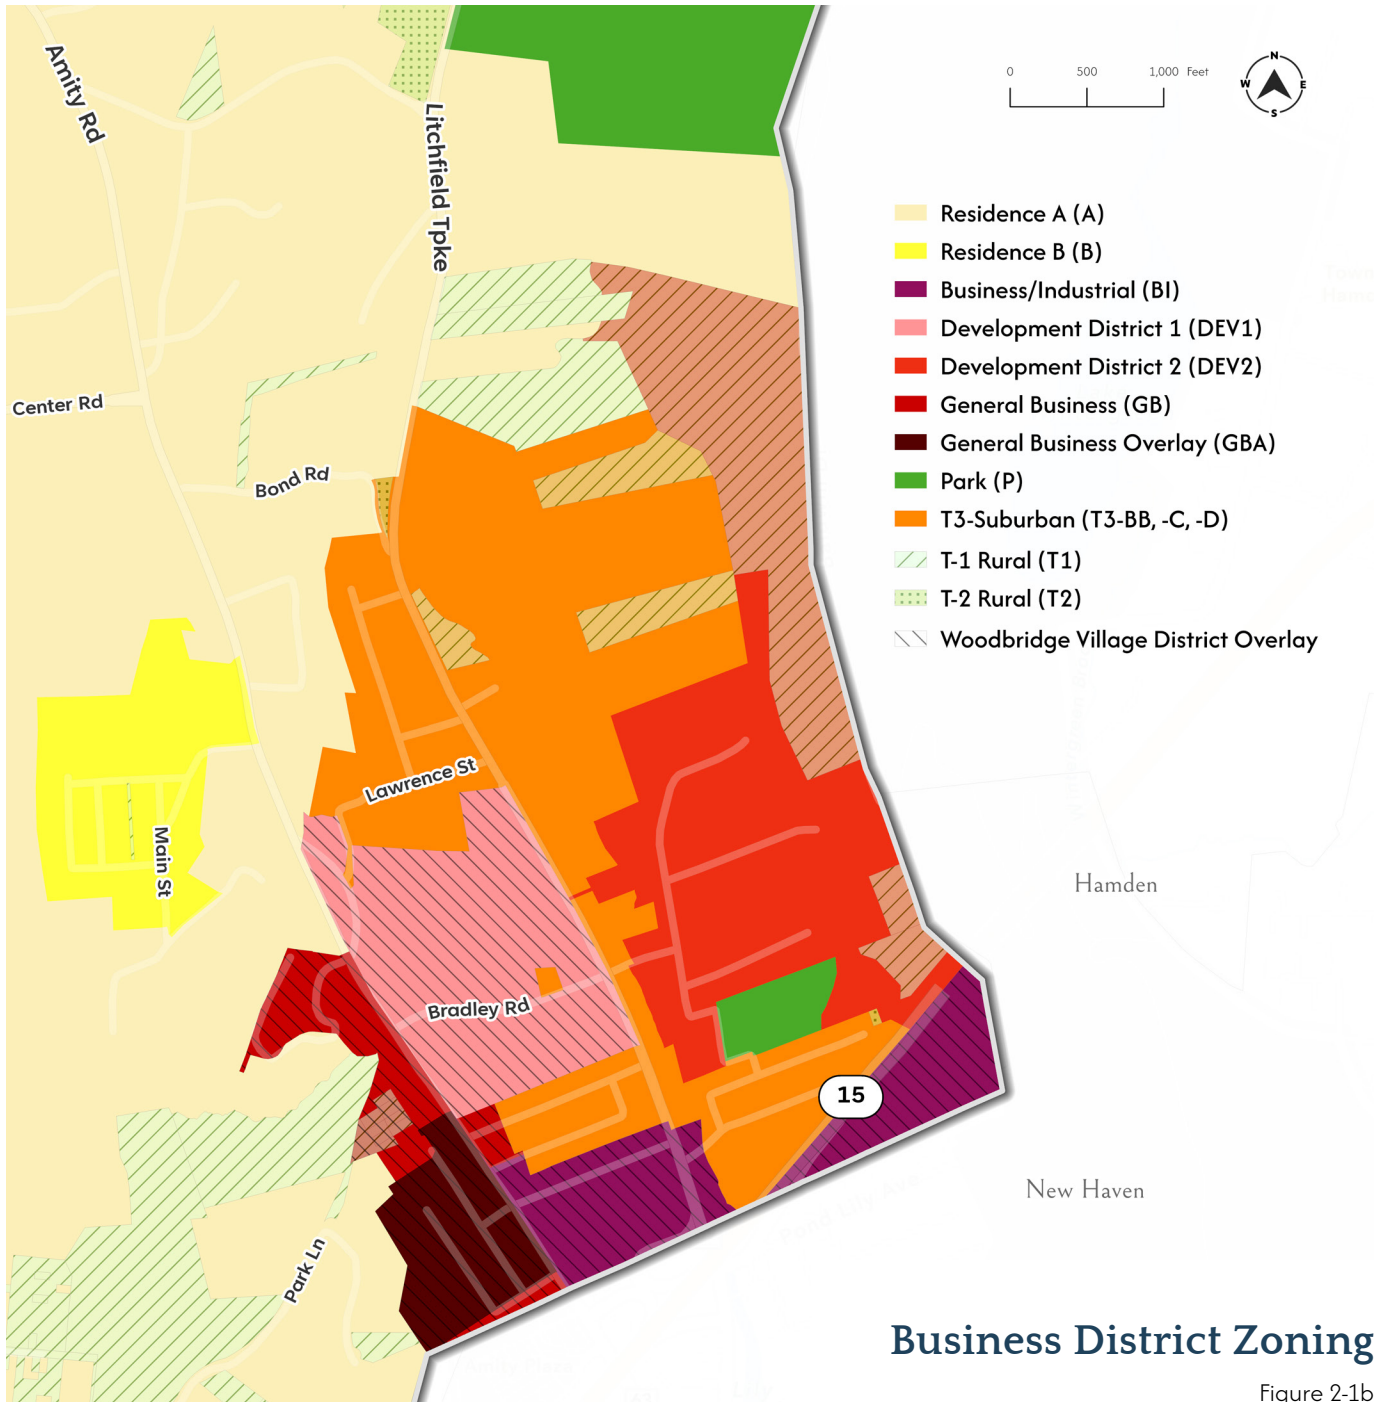 Amity Rd
Litchfield Tpke
0 500 1,000 Feet
N
W E
S
Residence A (A)
Residence B (B)
Business/Industrial (BI)
Development District 1 (DEV1)
Development District 2 (DEV2)
General Business (GB)
General Business Overlay (GBA)
Park (P)
T3-Suburban (T3-BB, -C, -D)
T-1 Rural (T1)
T-2 Rural (T2)
Woodbridge Village District Overlay
Center Rd
Bond Rd
Lawrence St
Main St
Hamden
Bradley Rd
15
New Haven
Pond Lily Ave
Park Ln
Business District Zoning
Figure 2-1b